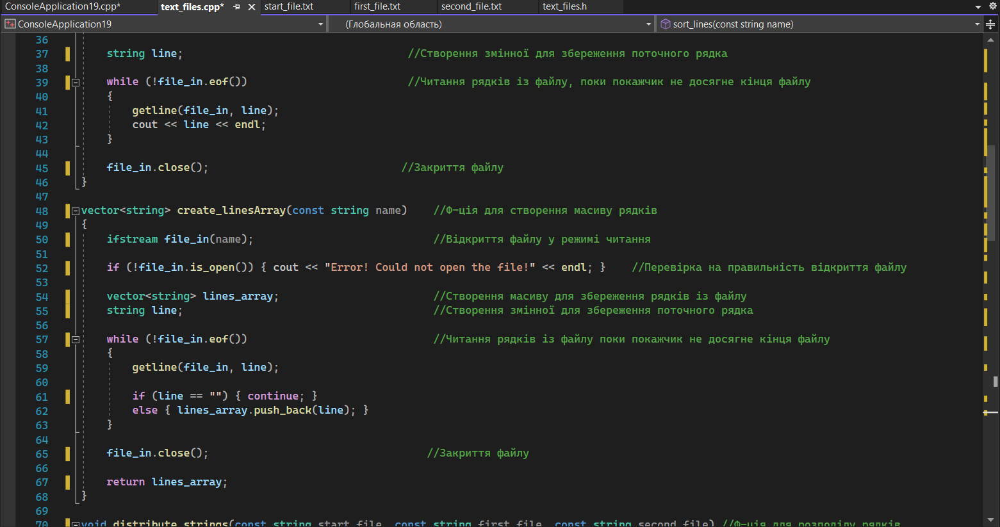 ConsoleApplication19.cpp* text_files.cpp* start_file.txt first_file.txt second_file.txt text_files.h
ConsoleApplication19 (Глобальная область) sort_lines(const string name)
36
37 string line; //Створення змінної для збереження поточного рядка
38
39 while (!file_in.eof()) //Читання рядків із файлу, поки покажчик не досягне кінця файлу
40 {
41 getline(file_in, line);
42 cout << line << endl;
43 }
44
45 file_in.close(); //Закриття файлу
46 }
47
48 vector<string> create_linesArray(const string name) //Ф-ція для створення масиву рядків
49 {
50 ifstream file_in(name); //Відкриття файлу у режимі читання
51
52 if (!file_in.is_open()) { cout << "Error! Could not open the file!" << endl; } //Перевірка на правильність відкриття файлу
53
54 vector<string> lines_array; //Створення масиву для збереження рядків із файлу
55 string line; //Створення змінної для збереження поточного рядка
56
57 while (!file_in.eof()) //Читання рядків із файлу поки покажчик не досягне кінця файлу
58 {
59 getline(file_in, line);
60
61 if (line == "") { continue; }
62 else { lines_array.push_back(line); }
63 }
64
65 file_in.close(); //Закриття файлу
66
67 return lines_array;
68 }
69
70 void distribute_strings(const string start_file, const string first_file, const string second_file) //Ф-ція для розподілу рядків